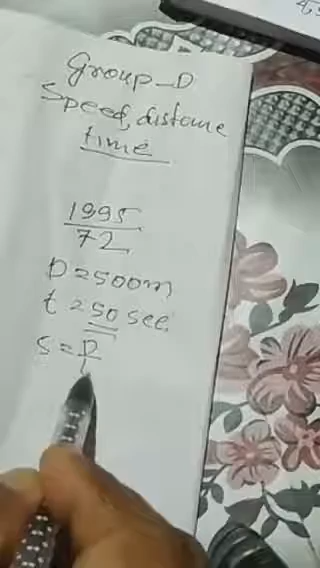 Group-D
Speed, distance
time
1995
72
D=500m
t=50 sec.
S=D